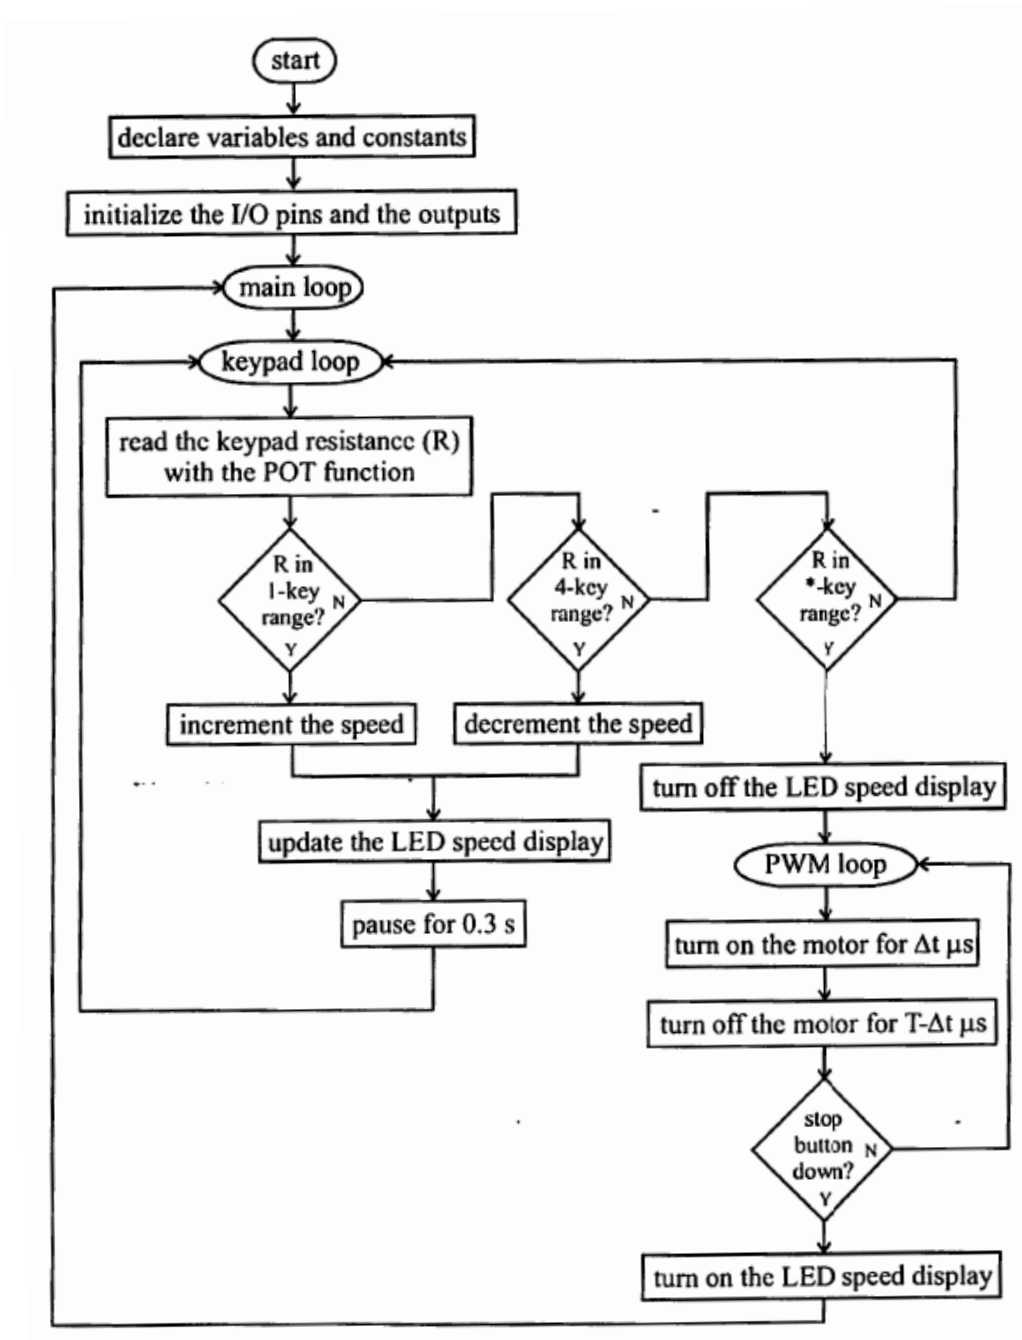 start
declare variables and constants
initialize the I/O pins and the outputs
main loop
keypad loop
read the keypad resistance (R)
with the POT function
R in
1-key
range?
N
Y
R in
4-key
range?
N
Y
R in
*-key
range?
N
Y
increment the speed
decrement the speed
update the LED speed display
pause for 0.3 s
turn off the LED speed display
PWM loop
turn on the motor for Δt μs
turn off the motor for T-Δt μs
stop
button
down?
N
Y
turn on the LED speed display